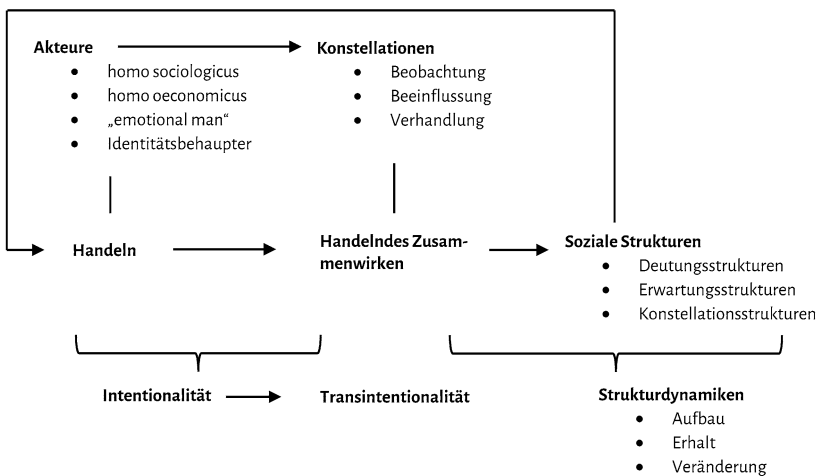 Akteure
• homo sociologicus
• homo oeconomicus
• „emotional man“
• Identitätsbehaupter
Konstellationen
• Beobachtung
• Beeinflussung
• Verhandlung
Handeln
Handelndes Zusam-
menwirken
Soziale Strukturen
• Deutungsstrukturen
• Erwartungsstrukturen
• Konstellationsstrukturen
Intentionalität
Transintentionalität
Strukturdynamiken
• Aufbau
• Erhalt
• Veränderung